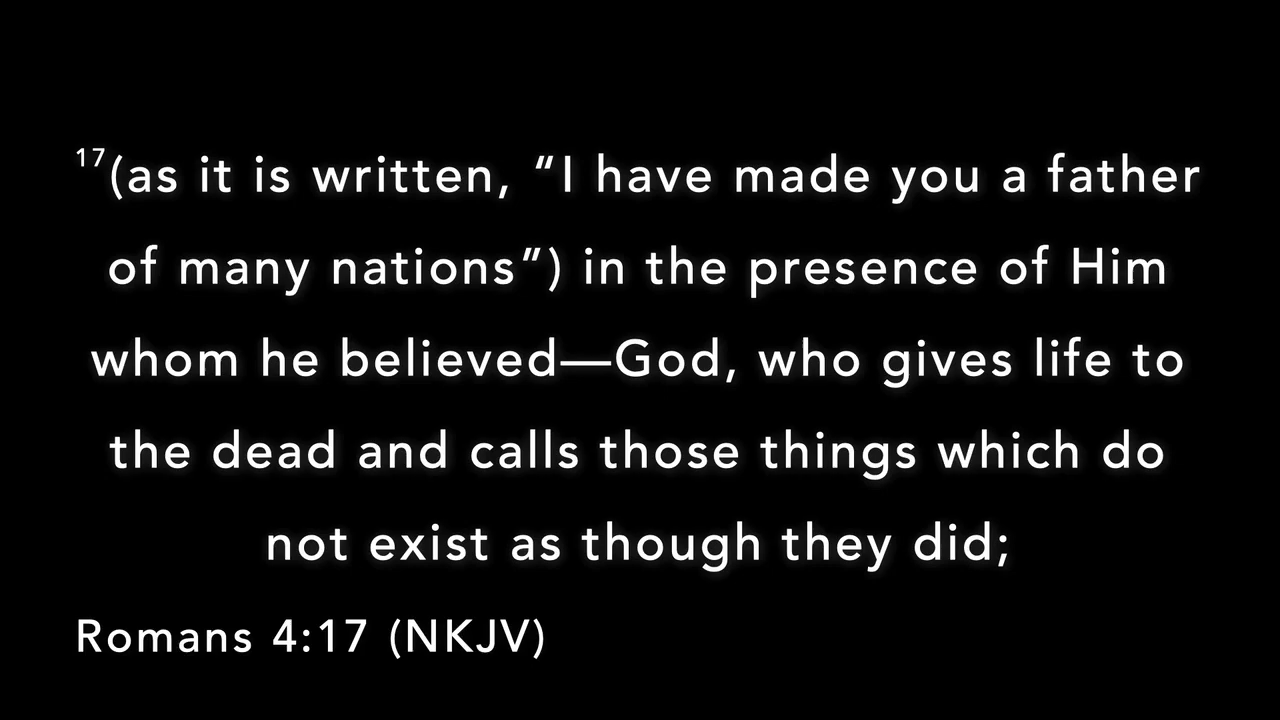 17(as it is written, “I have made you a father
of many nations”) in the presence of Him
whom he believed—God, who gives life to
the dead and calls those things which do
not exist as though they did;
Romans 4:17 (NKJV)